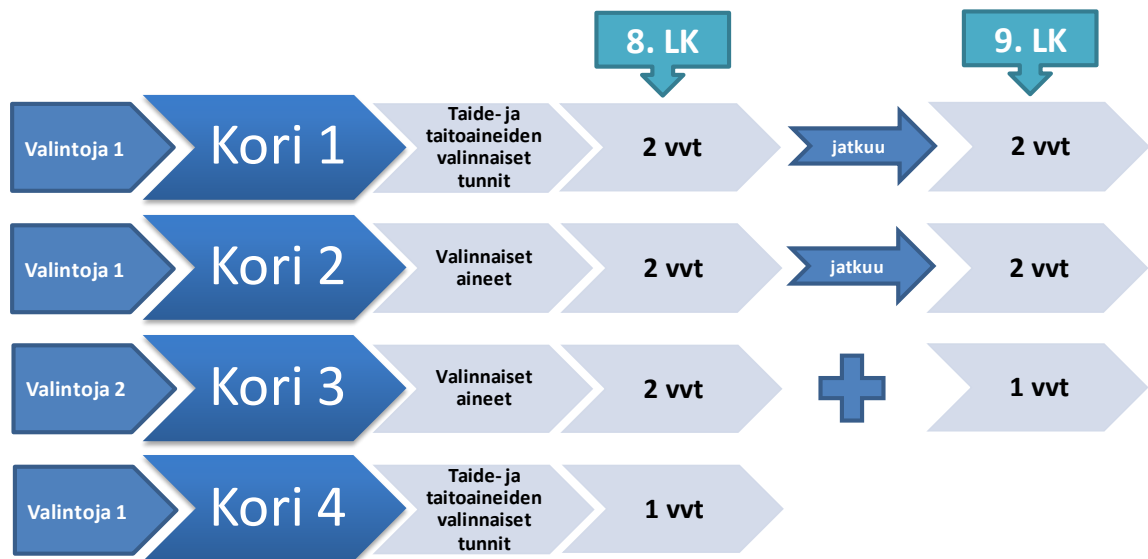 8. LK
9. LK
Valintoja 1
Kori 1
Taide- ja
taitoaineiden
valinnaiset
tunnit
2 vvt
jatkuu
2 vvt
Valintoja 1
Kori 2
Valinnaiset
aineet
2 vvt
jatkuu
2 vvt
Valintoja 2
Kori 3
Valinnaiset
aineet
2 vvt
1 vvt
Valintoja 1
Kori 4
Taide- ja
taitoaineiden
valinnaiset
tunnit
1 vvt